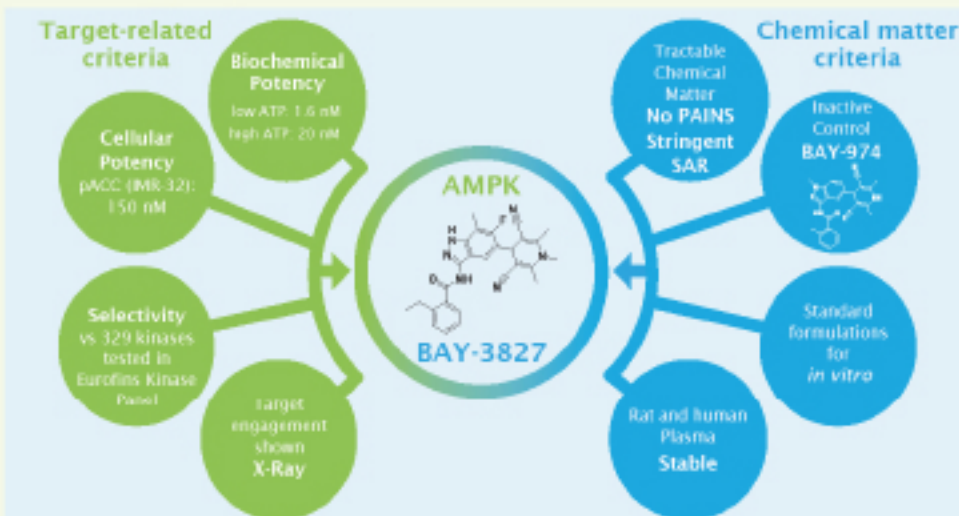 Target-related
criteria
Biochemical
Potency
low ATP: 1.6 nM
high ATP: 20 nM
Cellular
Potency
pACC (IMR-32):
150 nM
Selectivity
vs 329 kinases
tested in
Eurofins Kinase
Panel
Target
engagement
shown
X-Ray
AMPK
BAY-3827
Chemical matter
criteria
Tractable
Chemical
Matter
No PAINS
Stringent
SAR
Inactive
Control
BAY-974
Standard
formulations
for
in vitro
Rat and human
Plasma
Stable